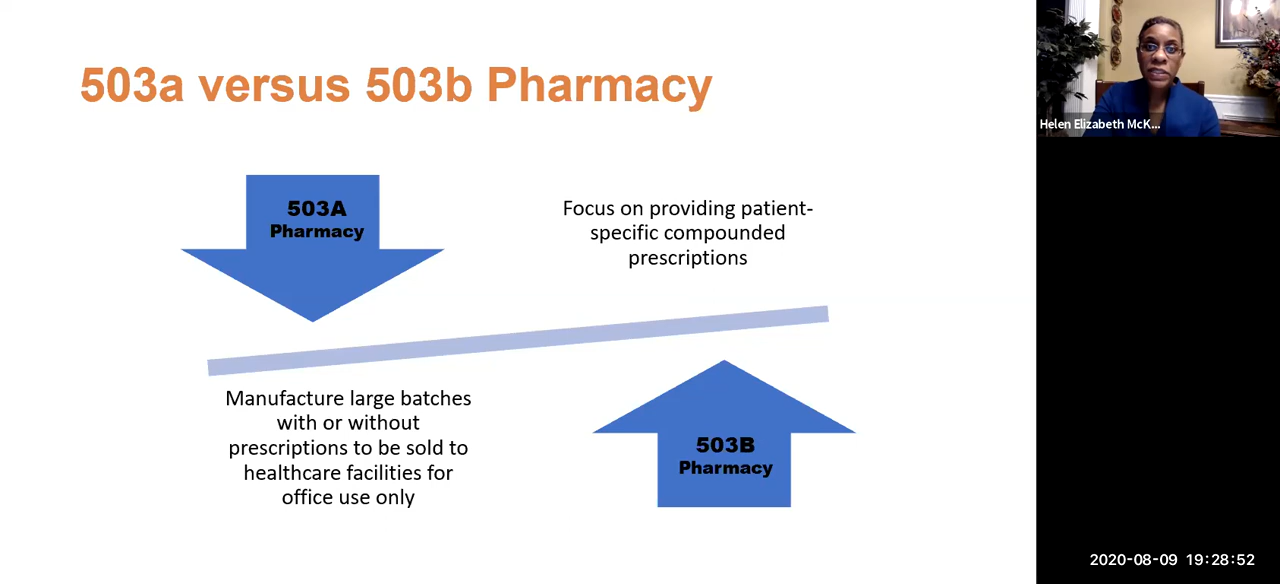 503a versus 503b Pharmacy
503A
Pharmacy
Focus on providing patient-
specific compounded
prescriptions
Manufacture large batches
with or without
prescriptions to be sold to
healthcare facilities for
office use only
503B
Pharmacy
Helen Elizabeth McK...
2020-08-09 19:28:52